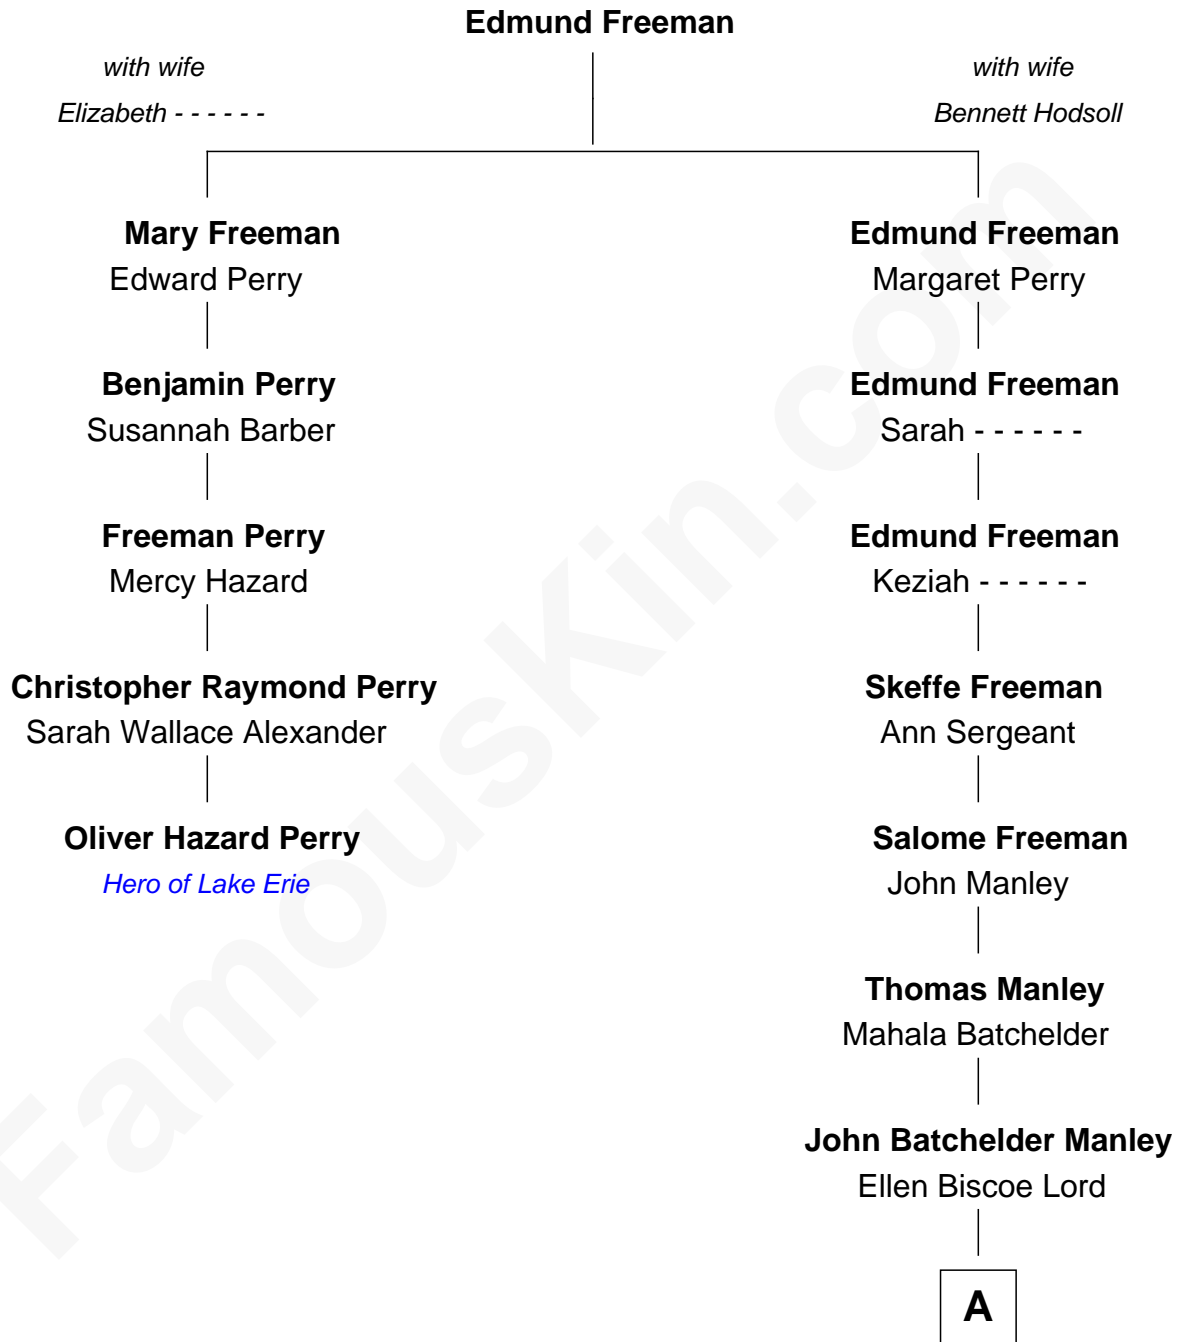 Edmund Freeman
with wife
Elizabeth - - - - - -
with wife
Bennett Hodsoll
Mary Freeman
Edward Perry
Edmund Freeman
Margaret Perry
Benjamin Perry
Susannah Barber
Edmund Freeman
Sarah - - - - - -
Freeman Perry
Mercy Hazard
Edmund Freeman
Keziah - - - - - -
Christopher Raymond Perry
Sarah Wallace Alexander
Skeffe Freeman
Ann Sergeant
Oliver Hazard Perry
Hero of Lake Erie
Salome Freeman
John Manley
Thomas Manley
Mahala Batchelder
John Batchelder Manley
Ellen Biscoe Lord
A
FamousKin.com